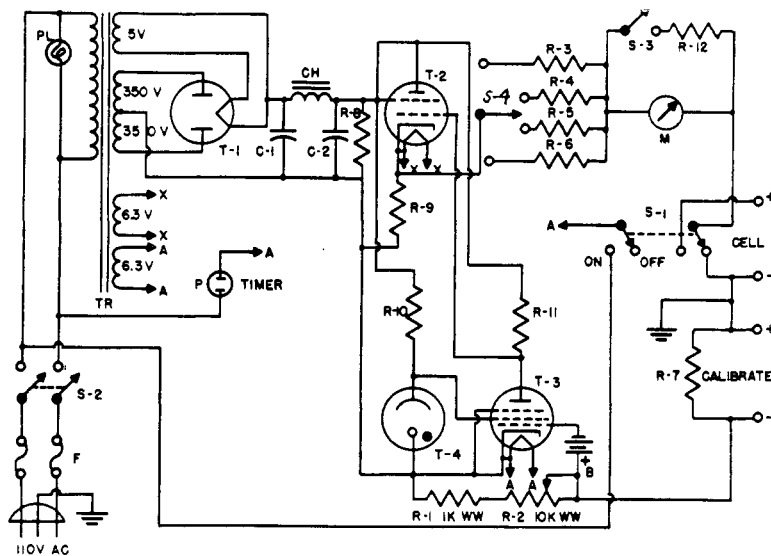 PL
5V
350 V
350 V
T-1
CH
C-1
C-2
R-8
T-2
X X
R-9
S-4
R-3
R-4
R-5
R-6
S-3
R-12
M
6.3V
X
X
6.3V
A
A
TR
P
TIMER
A
A
S-1
ON
OFF
CELL
+
-
+
-
R-7
CALIBRATE
R-10
R-11
T-3
T-4
A A
+
B
R-1 1K WW
R-2 10K WW
S-2
F
110V AC